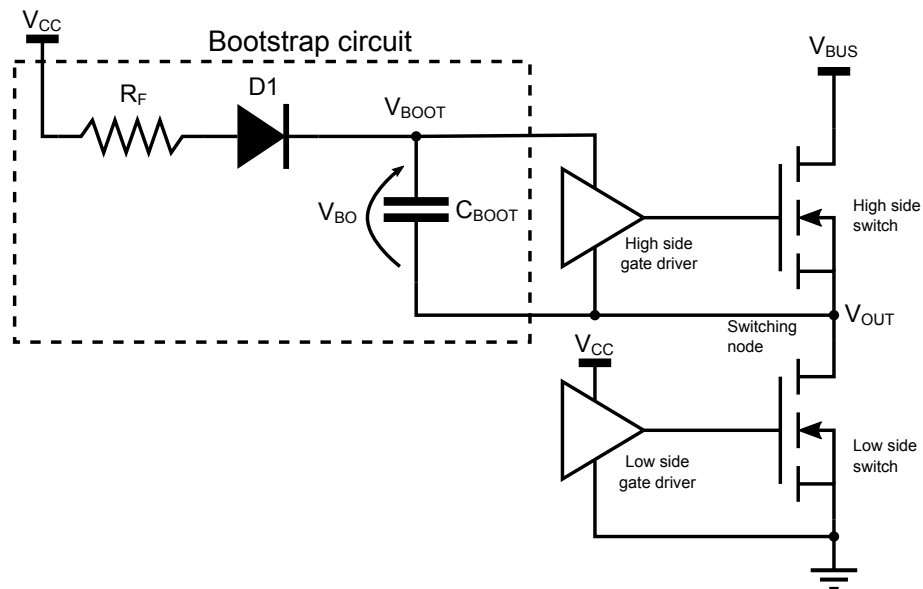 VCC
Bootstrap circuit
VBUS
RF
D1
VBOOT
VBO
CBOOT
High side
gate driver
High side
switch
VOUT
Switching
node
VCC
Low side
gate driver
Low side
switch